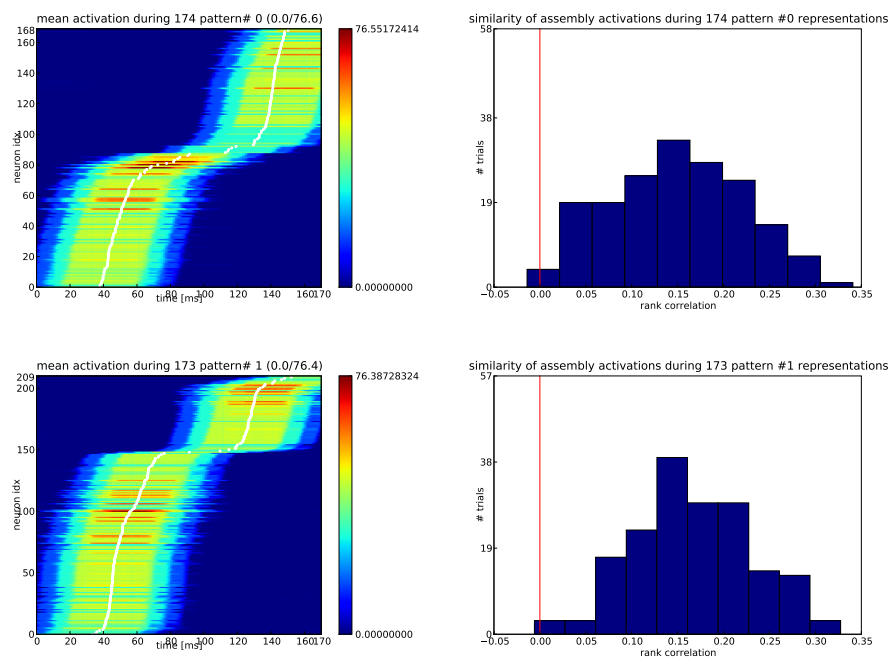 mean activation during 174 pattern# 0 (0.0/76.6)
168
160
140
120
100
80
60
40
20
0
neuron idx
0 20 40 60 80 100 120 140 160 170
time [ms]
76.55172414
0.00000000
similarity of assembly activations during 174 pattern #0 representations
58
38
19
0
# trials
−0.05 0.00 0.05 0.10 0.15 0.20 0.25 0.30 0.35
rank correlation
mean activation during 173 pattern# 1 (0.0/76.4)
209
200
150
100
50
0
neuron idx
0 20 40 60 80 100 120 140 160 170
time [ms]
76.38728324
0.00000000
similarity of assembly activations during 173 pattern #1 representations
57
38
19
0
# trials
−0.05 0.00 0.05 0.10 0.15 0.20 0.25 0.30 0.35
rank correlation